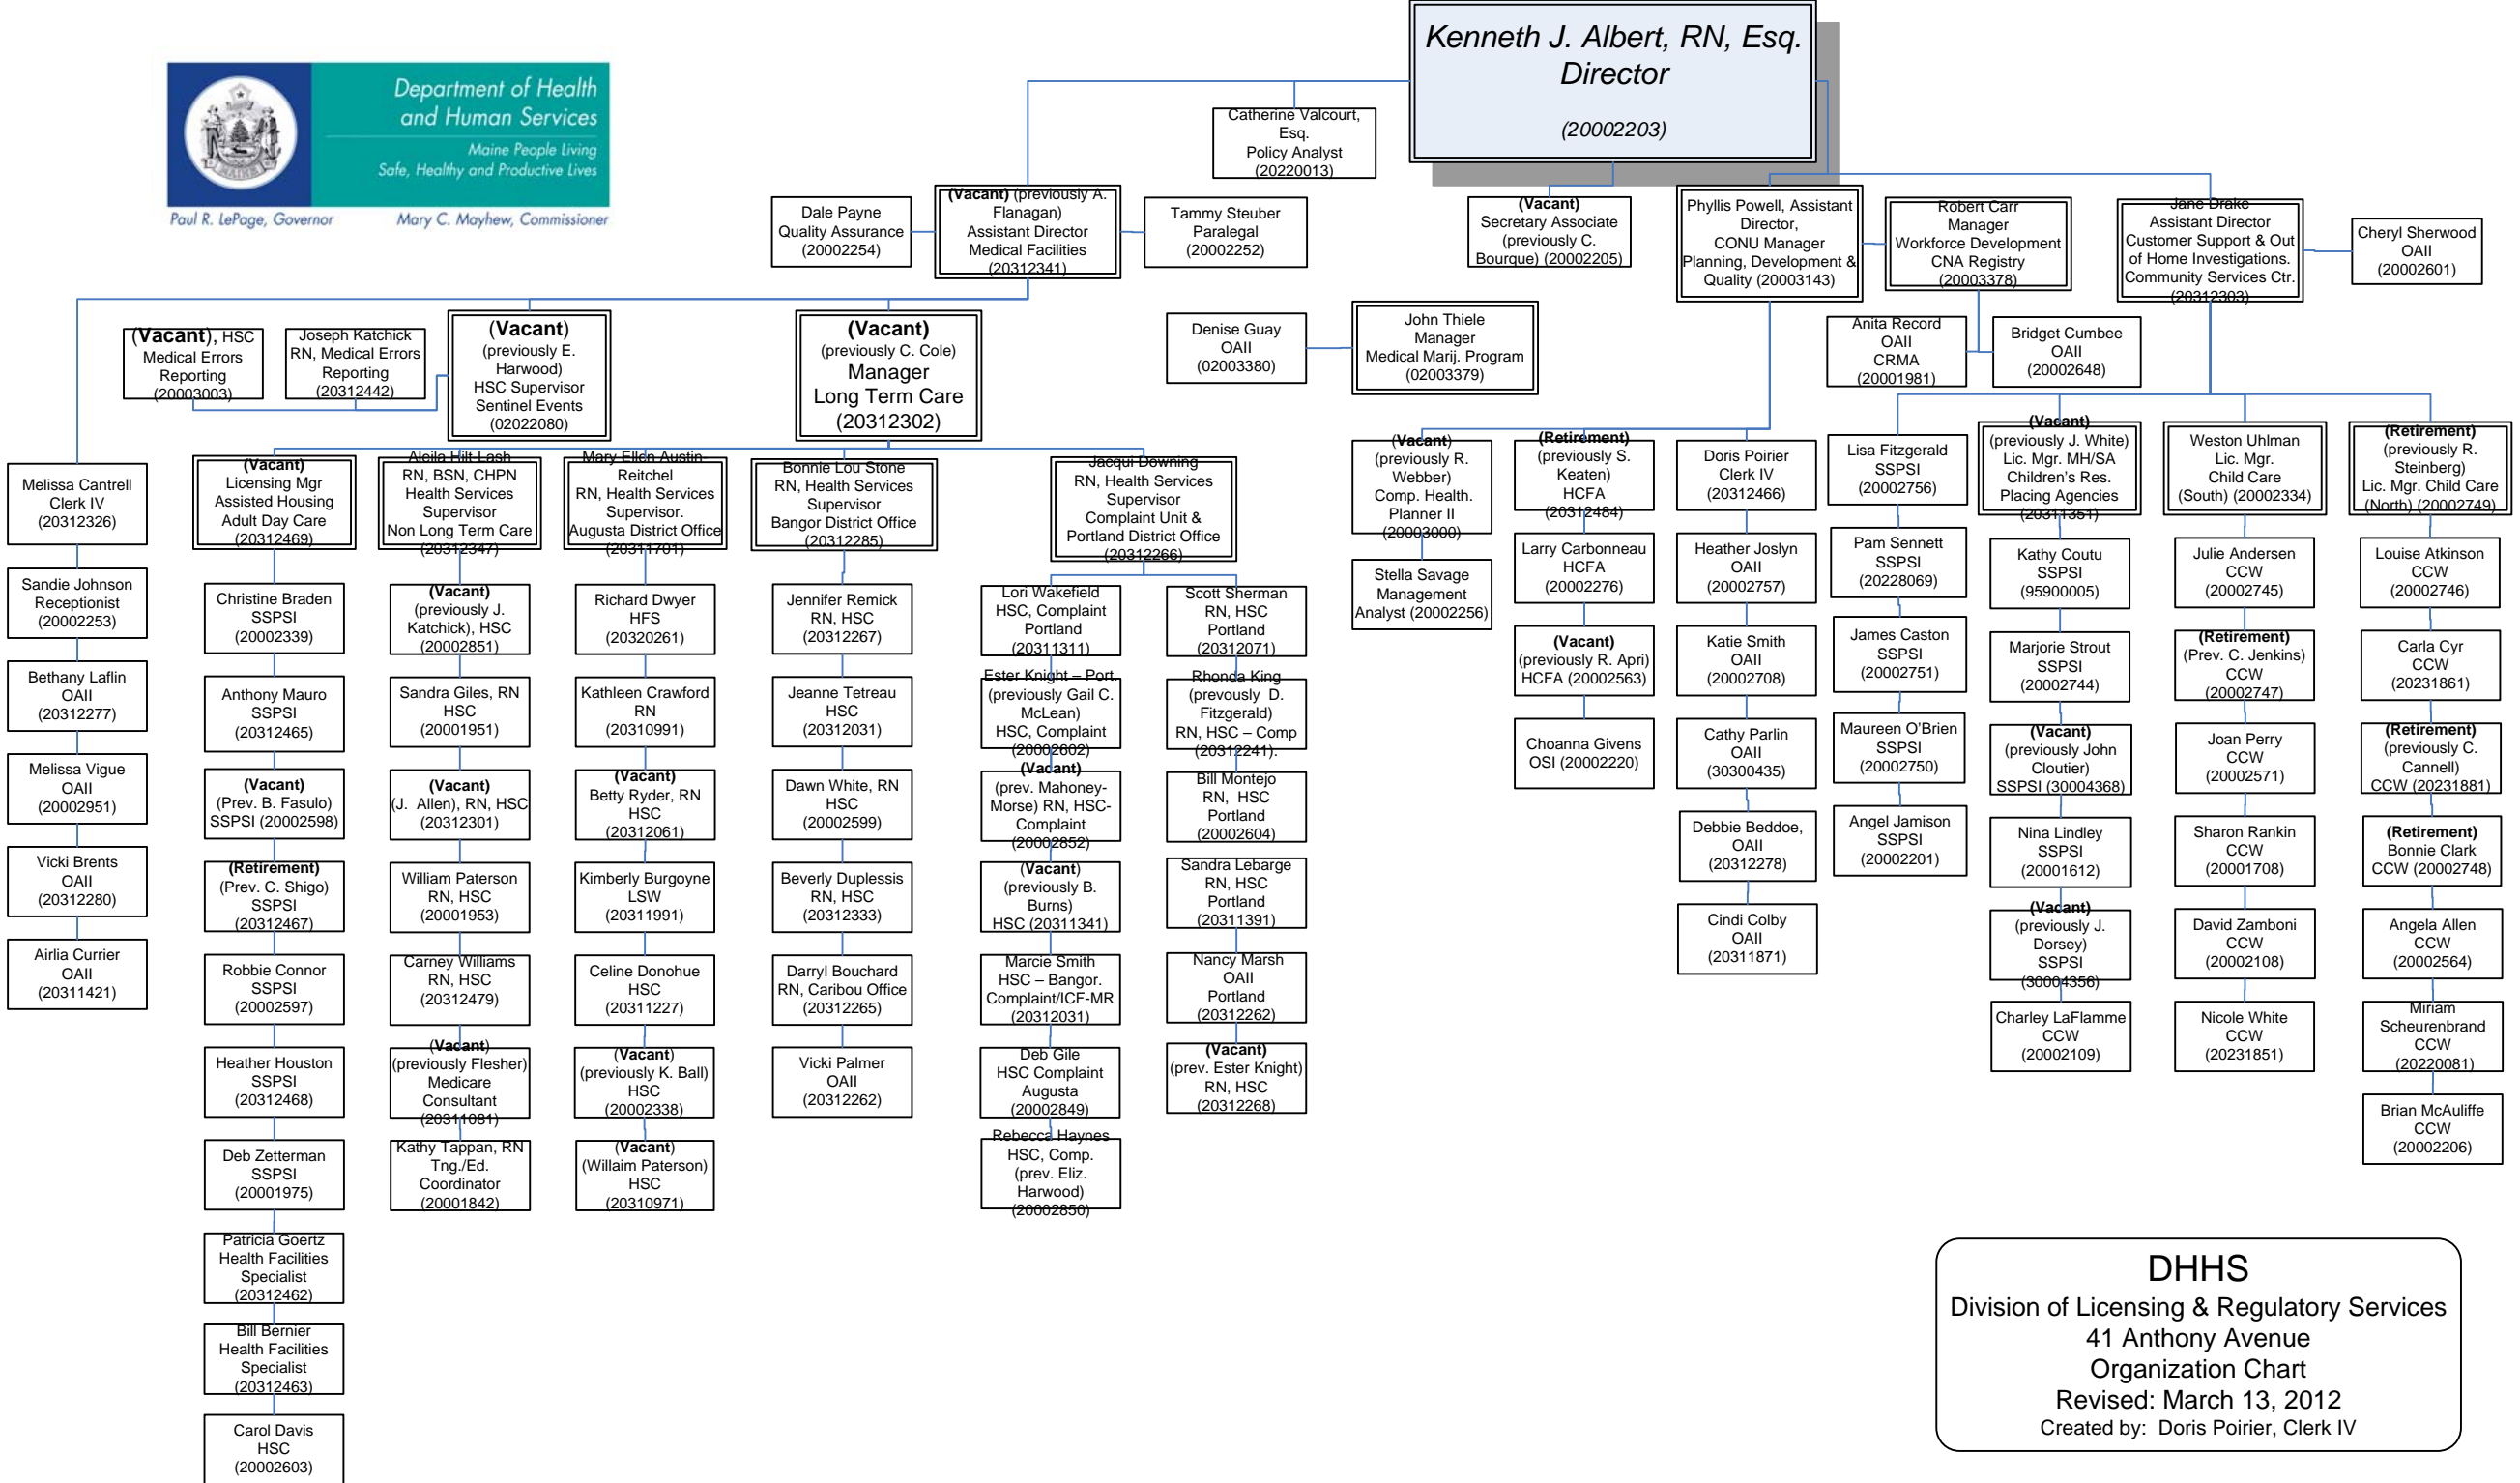 Kenneth J. Albert, RN, Esq.
Director
(20002203)
Department of Health
and Human Services
Maine People Living
Safe, Healthy and Productive Lives
Paul R. LePage, Governor
Mary C. Mayhew, Commissioner
Catherine Valcourt,
Esq.
Policy Analyst
(20220013)
Dale Payne
Quality Assurance
(20002254)
(Vacant) (previously A.
Flanagan)
Assistant Director
Medical Facilities
(20312341)
Tammy Steuber
Paralegal
(20002252)
(Vacant)
Secretary Associate
(previously C.
Bourque) (20002205)
Phyllis Powell, Assistant
Director,
CONU Manager
Planning, Development &
Quality (20003143)
Robert Carr
Manager
Workforce Development
CNA Registry
(20003378)
Jane Drake
Assistant Director
Customer Support & Out
of Home Investigations.
Community Services Ctr.
(20312303)
Cheryl Sherwood
OAII
(20002601)
(Vacant), HSC
Medical Errors
Reporting
(20003003)
Joseph Katchick
RN, Medical Errors
Reporting
(20312442)
(Vacant)
(previously E.
Harwood)
HSC Supervisor
Sentinel Events
(02022080)
(Vacant)
(previously C. Cole)
Manager
Long Term Care
(20312302)
Denise Guay
OAII
(02003380)
John Thiele
Manager
Medical Marij. Program
(02003379)
Anita Record
OAII
CRMA
(20001981)
Bridget Cumbee
OAII
(20002648)
Melissa Cantrell
Clerk IV
(20312326)
Sandie Johnson
Receptionist
(20002253)
Bethany Laflin
OAII
(20312277)
Melissa Vigue
OAII
(20002951)
Vicki Brents
OAII
(20312280)
Airlia Currier
OAII
(20311421)
(Vacant)
Licensing Mgr
Assisted Housing
Adult Day Care
(20312469)
Christine Braden
SSPSI
(20002339)
Anthony Mauro
SSPSI
(20312465)
(Vacant)
(Prev. B. Fasulo)
SSPSI (20002598)
(Retirement)
(Prev. C. Shigo)
SSPSI
(20312467)
Robbie Connor
SSPSI
(20002597)
Heather Houston
SSPSI
(20312468)
Deb Zetterman
SSPSI
(20001975)
Patricia Goertz
Health Facilities
Specialist
(20312462)
Bill Bernier
Health Facilities
Specialist
(20312463)
Carol Davis
HSC
(20002603)
Alcila Hilt-Lash
RN, BSN, CHPN
Health Services
Supervisor
Non Long Term Care
(20312347)
(Vacant)
(previously J.
Katchick), HSC
(20002851)
Sandra Giles, RN
HSC
(20001951)
(Vacant)
(J. Allen), RN, HSC
(20312301)
William Paterson
RN, HSC
(20001953)
Carney Williams
RN, HSC
(20312479)
(Vacant)
(previously Flesher)
Medicare
Consultant
(20311081)
Kathy Tappan, RN
Tng./Ed.
Coordinator
(20001842)
Mary Ellen Austin-
Reitchel
RN, Health Services
Supervisor.
Augusta District Office
(20311701)
Richard Dwyer
HFS
(20320261)
Kathleen Crawford
RN
(20310991)
(Vacant)
Betty Ryder, RN
HSC
(20312061)
Kimberly Burgoyne
LSW
(20311991)
Celine Donohue
HSC
(20311227)
(Vacant)
(previously K. Ball)
HSC
(20002338)
(Vacant)
(Willaim Paterson)
HSC
(20310971)
Bonnie Lou Stone
RN, Health Services
Supervisor
Bangor District Office
(20312285)
Jennifer Remick
RN, HSC
(20312267)
Jeanne Tetreau
HSC
(20312031)
Dawn White, RN
HSC
(20002599)
Beverly Duplessis
RN, HSC
(20312333)
Darryl Bouchard
RN, Caribou Office
(20312265)
Vicki Palmer
OAII
(20312262)
Jacqui Downing
RN, Health Services
Supervisor
Complaint Unit &
Portland District Office
(20312266)
Lori Wakefield
HSC, Complaint
Portland
(20311311)
Ester Knight – Port.
(previously Gail C.
McLean)
HSC, Complaint
(20002602)
(Vacant)
(prev. Mahoney-
Morse) RN, HSC-
Complaint
(20002852)
(Vacant)
(previously B.
Burns)
HSC (20311341)
Marcie Smith
HSC – Bangor.
Complaint/ICF-MR
(20312031)
Deb Gile
HSC Complaint
Augusta
(20002849)
Rebecca Haynes
HSC, Comp.
(prev. Eliz.
Harwood)
(20002850)
Scott Sherman
RN, HSC
Portland
(20312071)
Rhonda King
(prevously D.
Fitzgerald)
RN, HSC – Comp
(20312241).
Bill Montejo
RN, HSC
Portland
(20002604)
Sandra Lebarge
RN, HSC
Portland
(20311391)
Nancy Marsh
OAII
Portland
(20312262)
(Vacant)
(prev. Ester Knight)
RN, HSC
(20312268)
(Vacant)
(previously R.
Webber)
Comp. Health.
Planner II
(20003000)
Stella Savage
Management
Analyst (20002256)
(Retirement)
(previously S.
Keaten)
HCFA
(20312484)
Larry Carbonneau
HCFA
(20002276)
(Vacant)
(previously R. Apri)
HCFA (20002563)
Choanna Givens
OSI (20002220)
Doris Poirier
Clerk IV
(20312466)
Heather Joslyn
OAII
(20002757)
Katie Smith
OAII
(20002708)
Cathy Parlin
OAII
(30300435)
Debbie Beddoe,
OAII
(20312278)
Cindi Colby
OAII
(20311871)
Lisa Fitzgerald
SSPSI
(20002756)
Pam Sennett
SSPSI
(20228069)
James Caston
SSPSI
(20002751)
Maureen O’Brien
SSPSI
(20002750)
Angel Jamison
SSPSI
(20002201)
(Vacant)
(previously J. White)
Lic. Mgr. MH/SA
Children’s Res.
Placing Agencies
(20311351)
Kathy Coutu
SSPSI
(95900005)
Marjorie Strout
SSPSI
(20002744)
(Vacant)
(previously John
Cloutier)
SSPSI (30004368)
Nina Lindley
SSPSI
(20001612)
(Vacant)
(previously J.
Dorsey)
SSPSI
(30004356)
Charley LaFlamme
CCW
(20002109)
Weston Uhlman
Lic. Mgr.
Child Care
(South) (20002334)
Julie Andersen
CCW
(20002745)
(Retirement)
(Prev. C. Jenkins)
CCW
(20002747)
Joan Perry
CCW
(20002571)
Sharon Rankin
CCW
(20001708)
David Zamboni
CCW
(20002108)
Nicole White
CCW
(20231851)
(Retirement)
(previously R.
Steinberg)
Lic. Mgr. Child Care
(North) (20002749)
Louise Atkinson
CCW
(20002746)
Carla Cyr
CCW
(20231861)
(Retirement)
(previously C.
Cannell)
CCW (20231881)
(Retirement)
Bonnie Clark
CCW (20002748)
Angela Allen
CCW
(20002564)
Miriam
Scheurenbrand
CCW
(20220081)
Brian McAuliffe
CCW
(20002206)
DHHS
Division of Licensing & Regulatory Services
41 Anthony Avenue
Organization Chart
Revised: March 13, 2012
Created by: Doris Poirier, Clerk IV